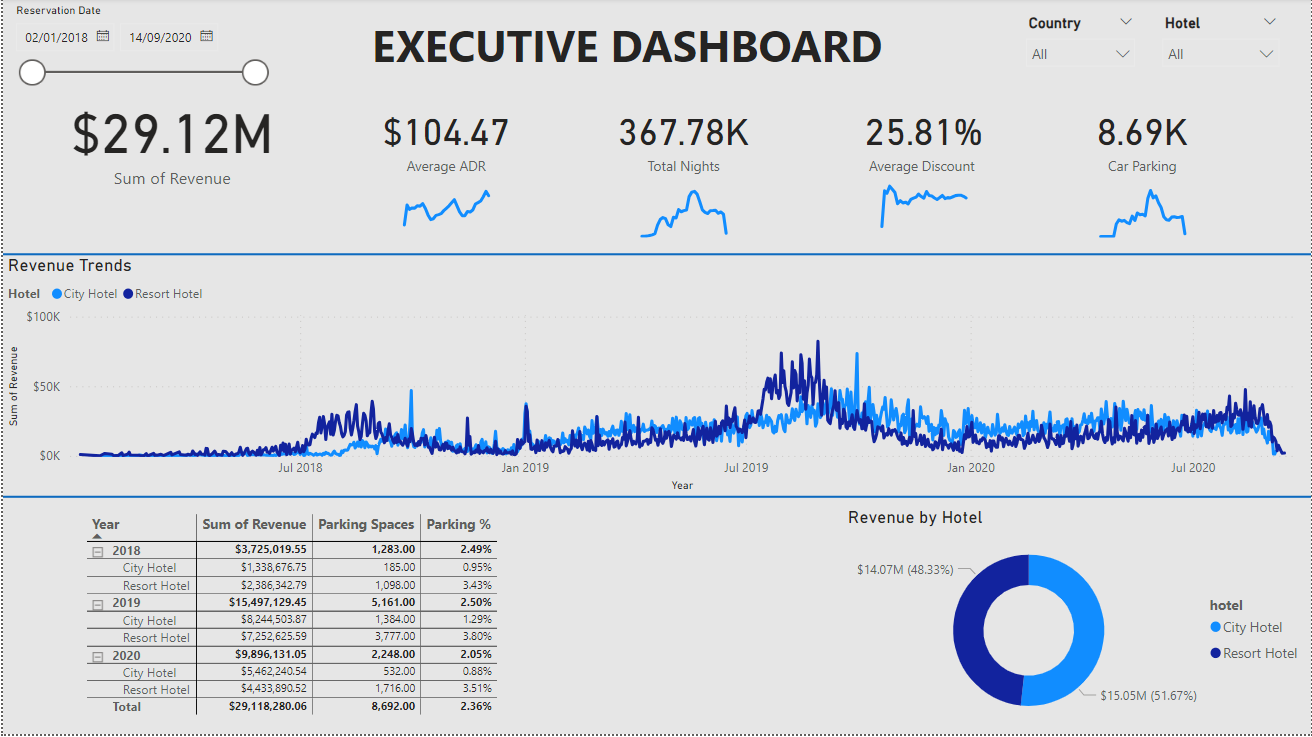 Reservation Date
02/01/2018 14/09/2020
EXECUTIVE DASHBOARD
Country Hotel
All All
$29.12M
Sum of Revenue
$104.47
Average ADR
367.78K
Total Nights
25.81%
Average Discount
8.69K
Car Parking
Revenue Trends
Hotel City Hotel Resort Hotel
Sum of Revenue
$100K
$50K
$0K
Jul 2018 Jan 2019 Jul 2019 Jan 2020 Jul 2020
Year
Year Sum of Revenue Parking Spaces Parking %
2018 $3,725,019.55 1,283.00 2.49%
City Hotel $1,338,676.75 185.00 0.95%
Resort Hotel $2,386,342.79 1,098.00 3.43%
2019 $15,497,129.45 5,161.00 2.50%
City Hotel $8,244,503.87 1,384.00 1.29%
Resort Hotel $7,252,625.59 3,777.00 3.80%
2020 $9,896,131.05 2,248.00 2.05%
City Hotel $5,462,240.54 532.00 0.88%
Resort Hotel $4,433,890.52 1,716.00 3.51%
Total $29,118,280.06 8,692.00 2.36%
Revenue by Hotel
$14.07M (48.33%)
$15.05M (51.67%)
hotel
City Hotel
Resort Hotel